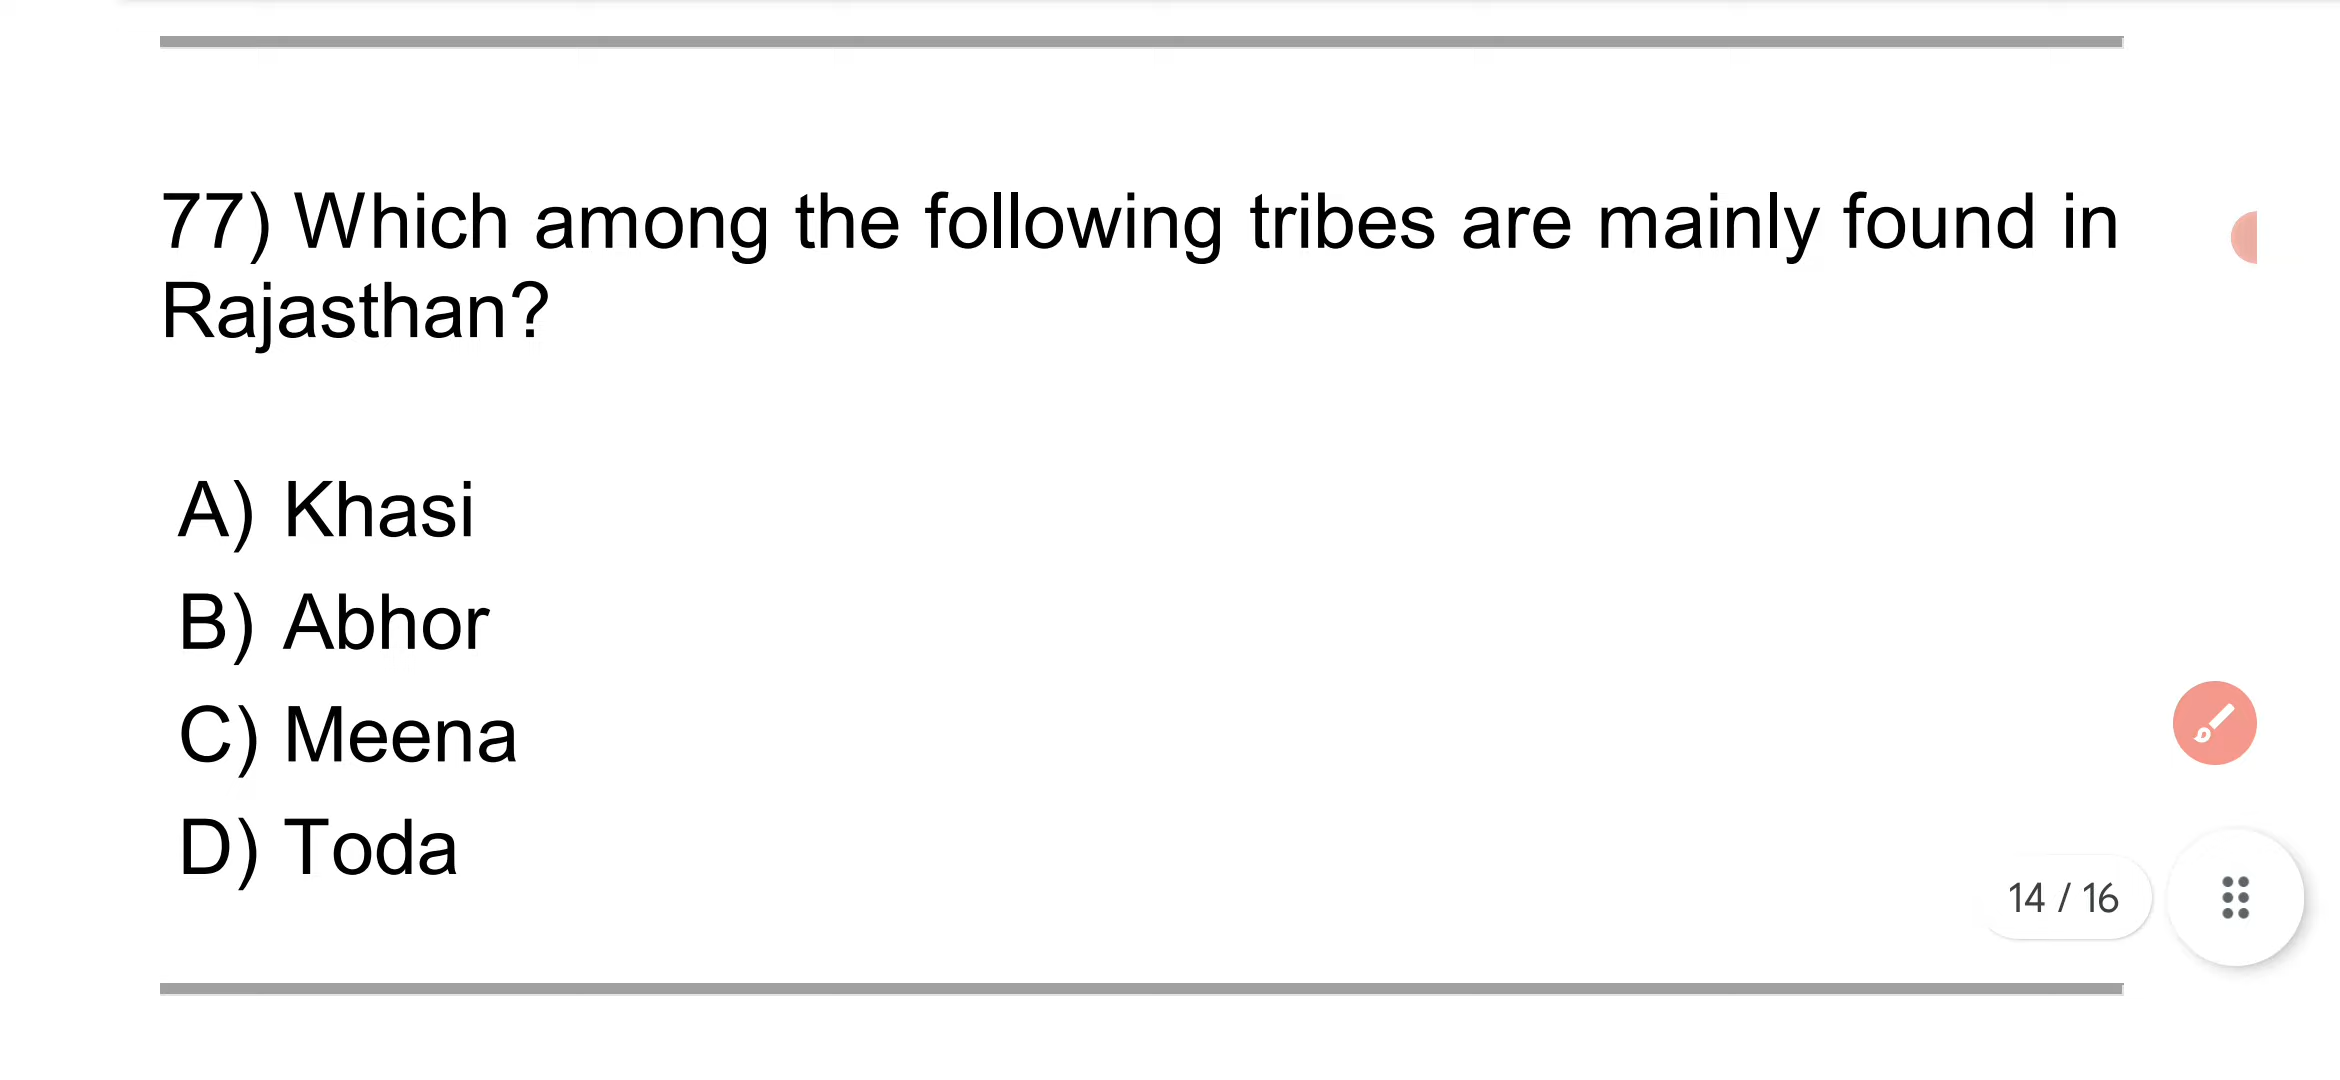 77) Which among the following tribes are mainly found in
Rajasthan?
A) Khasi
B) Abhor
C) Meena
D) Toda
14 / 16